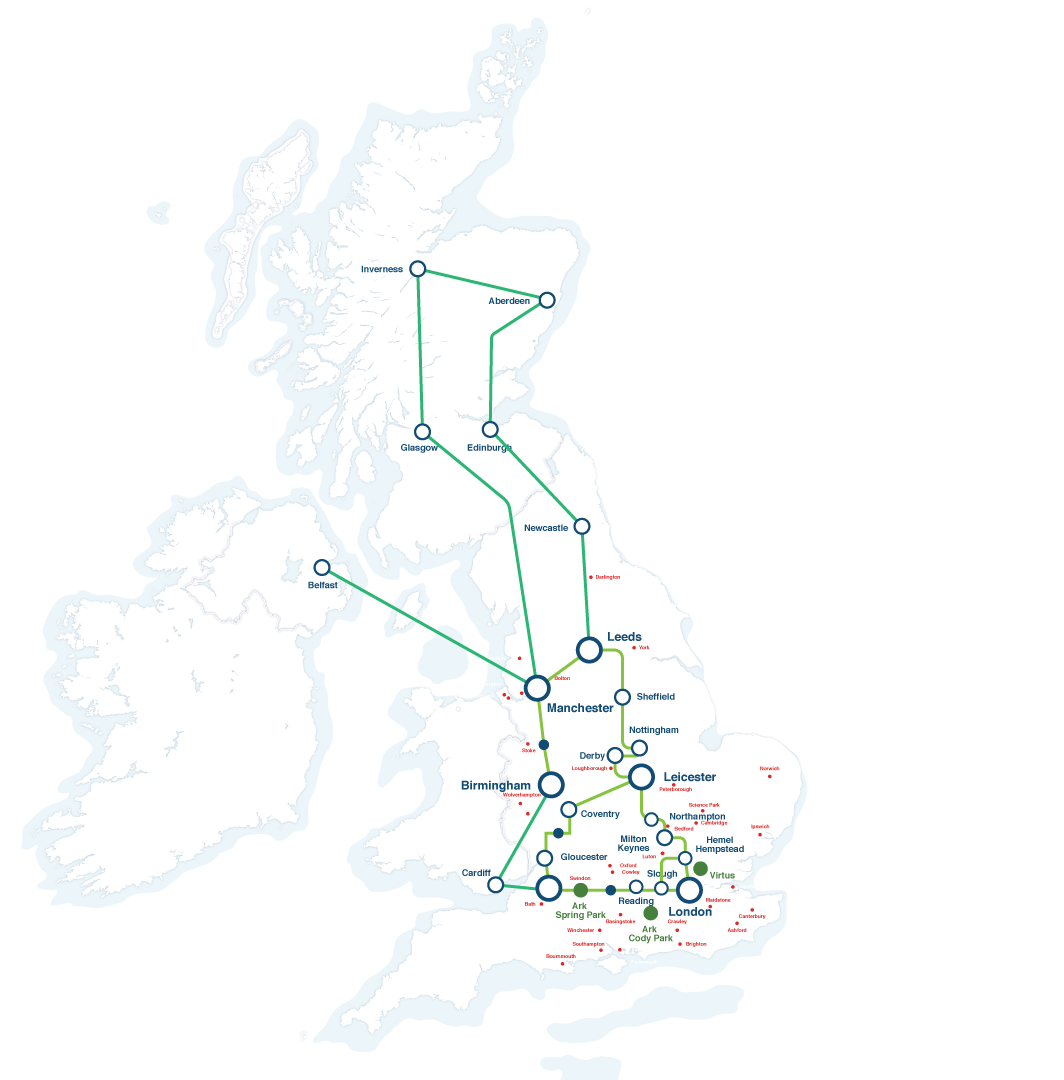 Inverness
Aberdeen
Glasgow
Edinburgh
Newcastle
Belfast
Darlington
Leeds
York
Bolton
Manchester
Sheffield
Nottingham
Stoke
Derby
Loughborough
Leicester
Norwich
Birmingham
Peterborough
Wolverhampton
Science Park
Coventry
Northampton
Cambridge
Bedford
Ipswich
Milton
Keynes
Hemel
Hempstead
Gloucester
Luton
Oxford
Cowley
Cardiff
Slough
Virtus
Swindon
Reading
Maidstone
Bath
Ark
Spring Park
London
Canterbury
Basingstoke
Crawley
Ashford
Winchester
Ark
Cody Park
Southampton
Brighton
Bournmouth